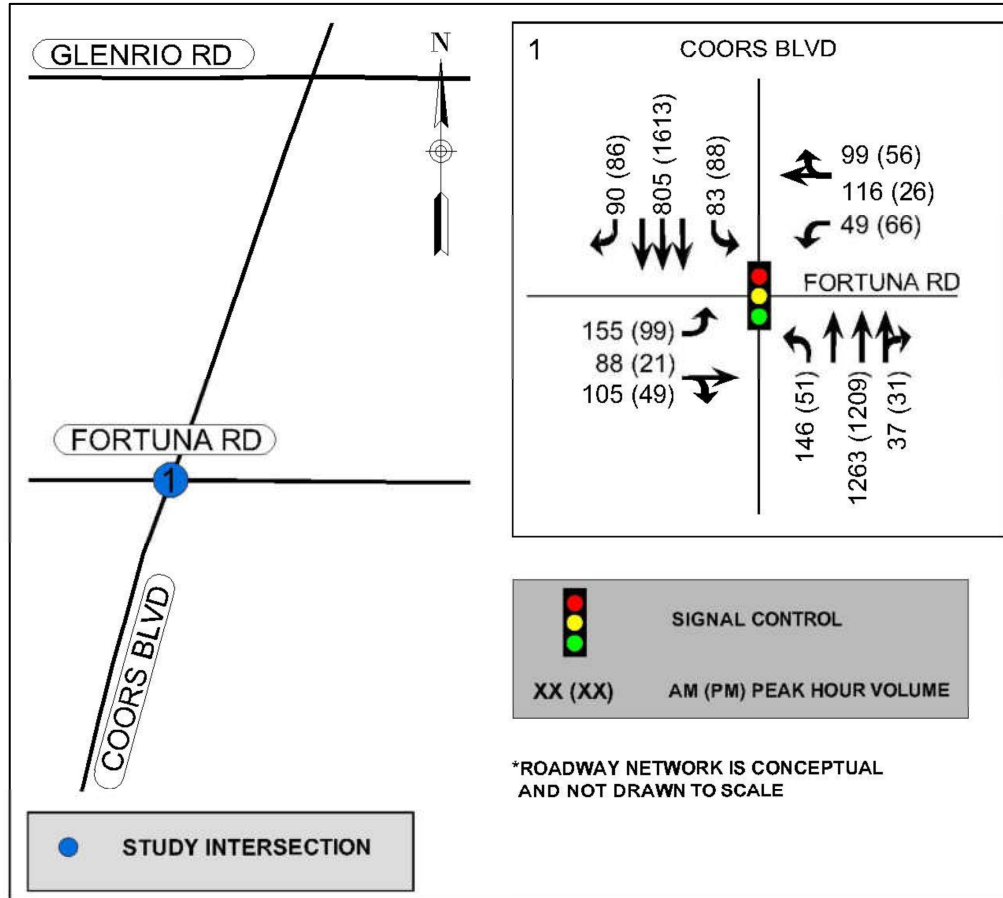 GLENRIO RD
N
FORTUNA RD
1
COORS BLVD
STUDY INTERSECTION
1
COORS BLVD
90 (86)
805 (1613)
83 (88)
99 (56)
116 (26)
49 (66)
FORTUNA RD
155 (99)
88 (21)
105 (49)
146 (51)
1263 (1209)
37 (31)
SIGNAL CONTROL
XX (XX) AM (PM) PEAK HOUR VOLUME
*ROADWAY NETWORK IS CONCEPTUAL
AND NOT DRAWN TO SCALE